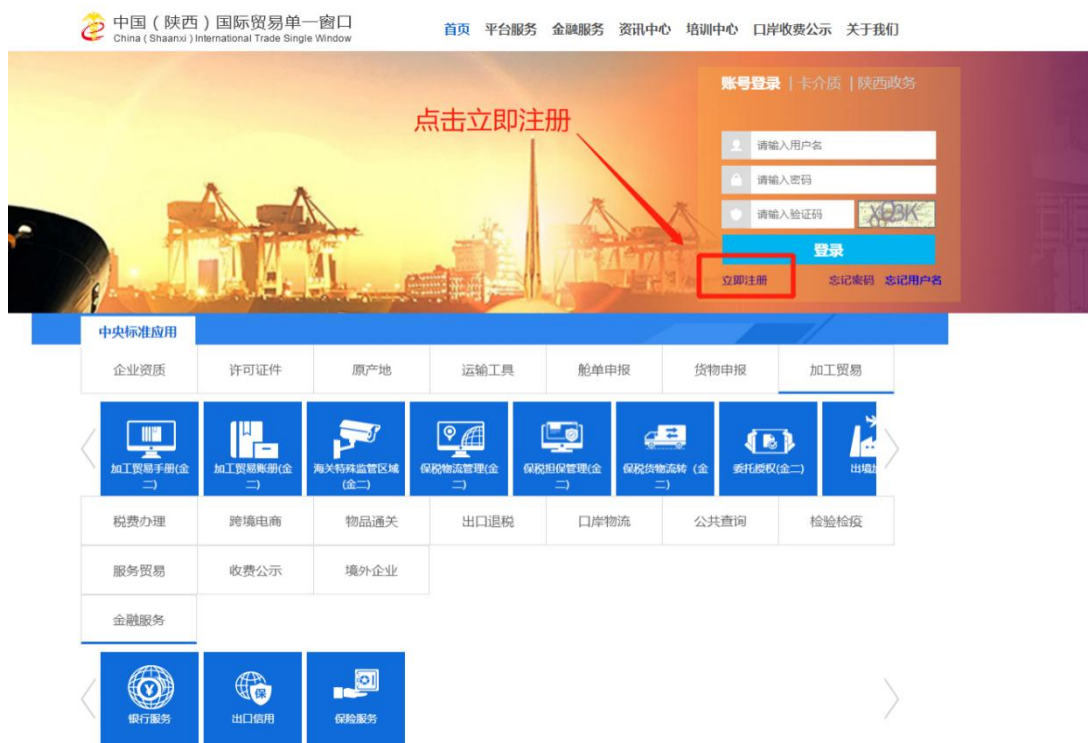 中国（陕西）国际贸易单一窗口
China ( Shaanxi ) International Trade Single Window
首页 平台服务 金融服务 资讯中心 培训中心 口岸收费公示 关于我们
账号登录 | 卡介质 | 陕西政务
点击立即注册
请输入用户名
请输入密码
请输入验证码 XQ3K
登录
立即注册 忘记密码 忘记用户名
中央标准应用
企业资质 许可证件 原产地 运输工具 舱单申报 货物申报 加工贸易
加工贸易手册(金二)
加工贸易账册(金二)
海关特殊监管区域(金二)
保税物流管理(金二)
保税担保管理(金二)
保税货物流转（金二）
委托授权(金二)
出境加
税费办理 跨境电商 物品通关 出口退税 口岸物流 公共查询 检验检疫
服务贸易 收费公示 境外企业
金融服务
¥ 保
银行服务 出口信用 保险服务